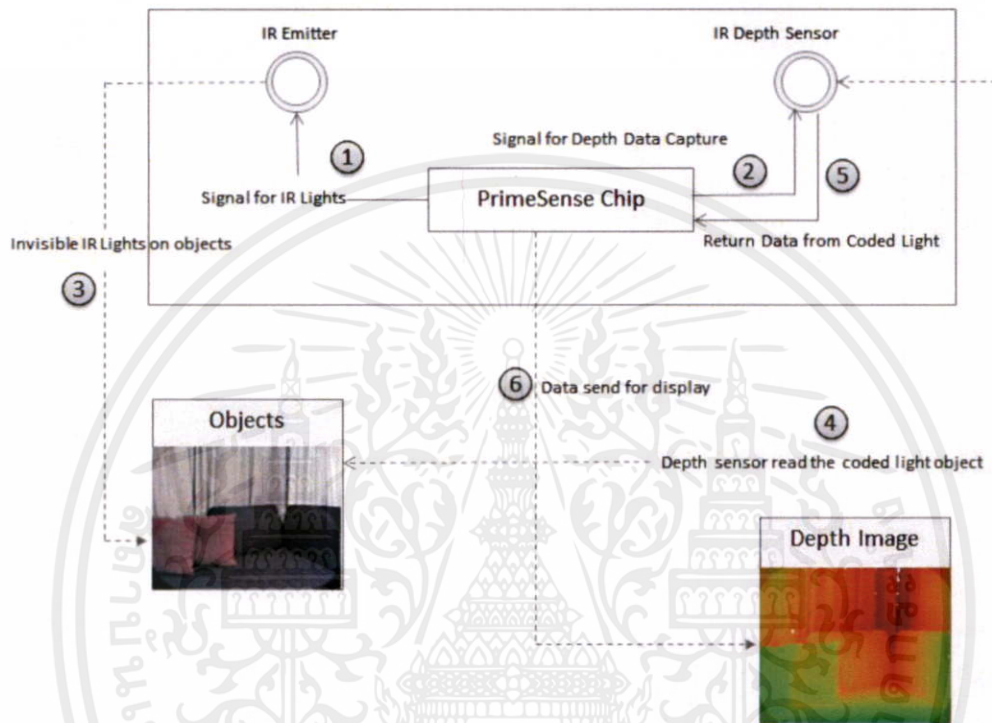 IR Emitter
IR Depth Sensor
1
Signal for Depth Data Capture
2
5
Signal for IR Lights
PrimeSense Chip
Invisible IR Lights on objects
Return Data from Coded Light
3
6
Data send for display
4
Objects
Depth sensor read the coded light object
Depth Image